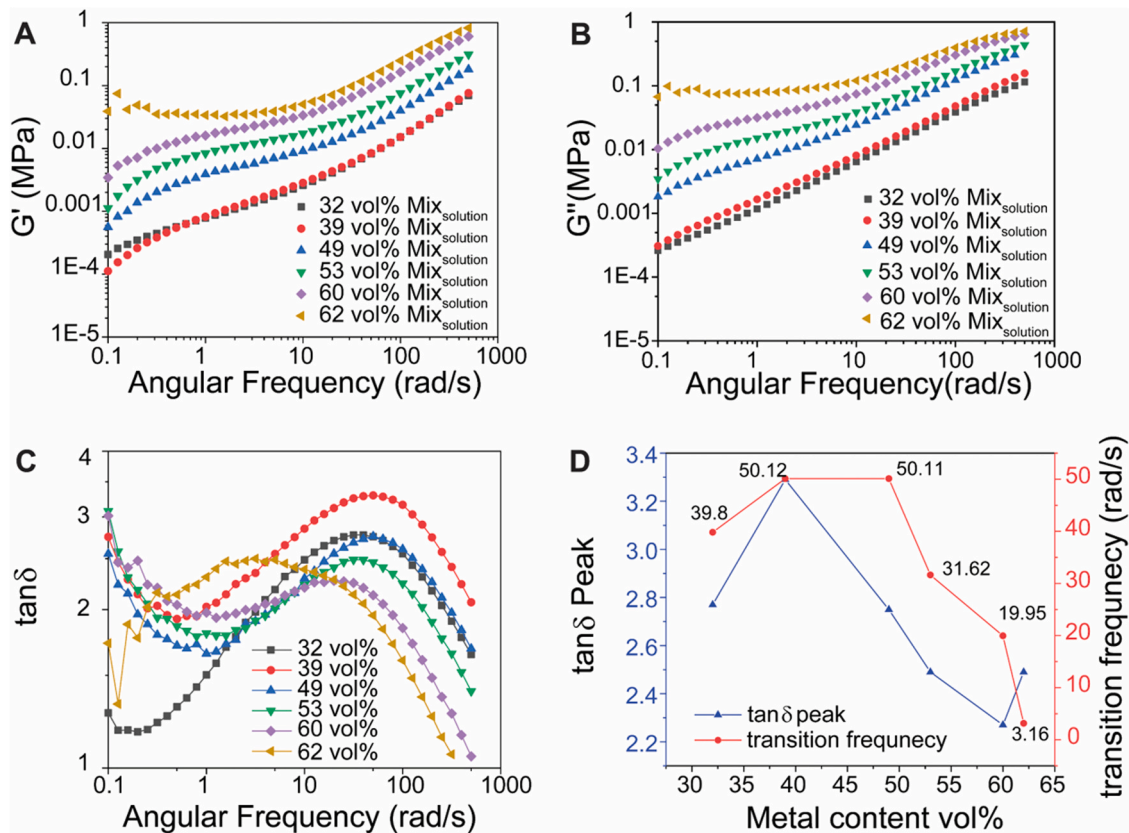 A
G' (MPa)
1
0.1
0.01
0.001
1E-4
1E-5
32 vol% Mixsolution
39 vol% Mixsolution
49 vol% Mixsolution
53 vol% Mixsolution
60 vol% Mixsolution
62 vol% Mixsolution
0.1 1 10 100 1000
Angular Frequency (rad/s)
B
G''(MPa)
1
0.1
0.01
0.001
1E-4
1E-5
32 vol% Mixsolution
39 vol% Mixsolution
49 vol% Mixsolution
53 vol% Mixsolution
60 vol% Mixsolution
62 vol% Mixsolution
0.1 1 10 100 1000
Angular Frequency(rad/s)
C
tanδ
4
3
2
1
32 vol%
39 vol%
49 vol%
53 vol%
60 vol%
62 vol%
0.1 1 10 100 1000
Angular Frequency (rad/s)
D
tanδ Peak
3.4
3.2
3.0
2.8
2.6
2.4
2.2
39.8
50.12
50.11
31.62
19.95
3.16
tanδ peak
transition frequnecy
50
40
30
20
10
0
transition frequnecy (rad/s)
30 35 40 45 50 55 60 65
Metal content vol%